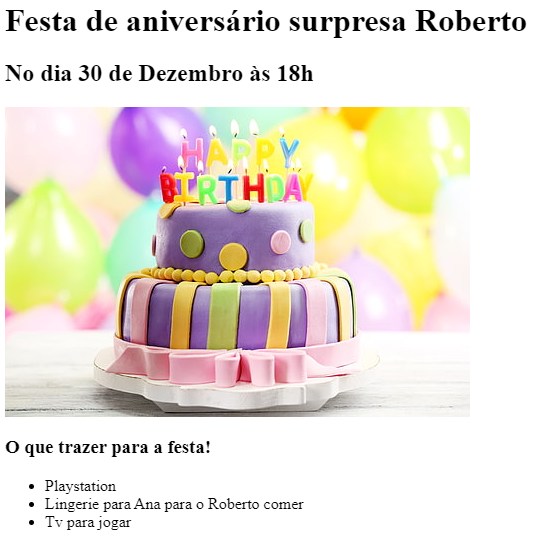 Festa de aniversário surpresa Roberto
No dia 30 de Dezembro às 18h
HAPPY
BIRTHDAY
O que trazer para a festa!
Playstation
Lingerie para Ana para o Roberto comer
Tv para jogar